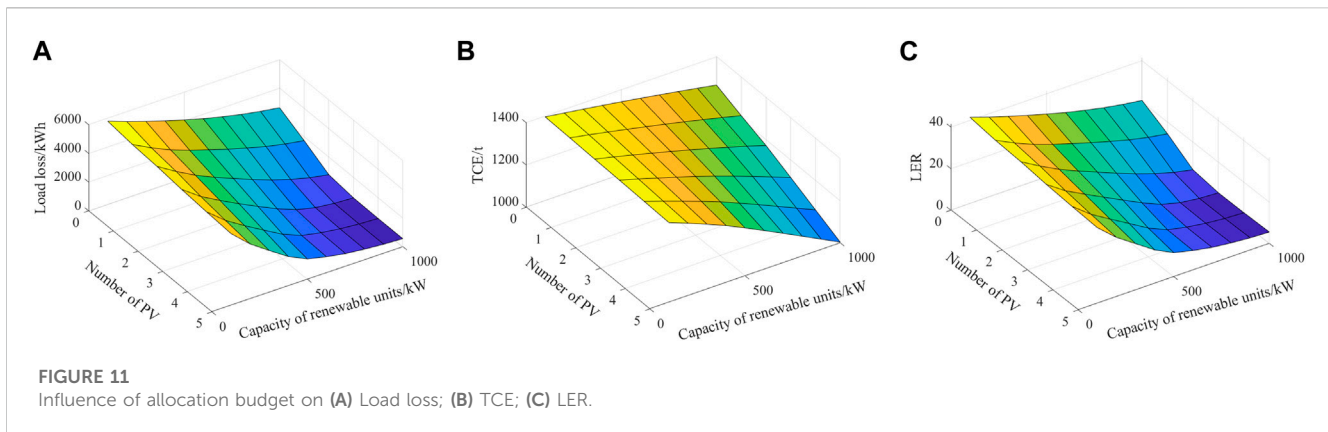 A
B
C
6000
4000
2000
0
Load loss/kWh
0
1
2
3
4
5
Number of PV
0
500
1000
Capacity of renewable units/kW
1400
1200
1000
TCE/t
0
1
2
3
4
5
Number of PV
0
500
1000
Capacity of renewable units/kW
40
20
0
LER
0
1
2
3
4
5
Number of PV
0
500
1000
Capacity of renewable units/kW
FIGURE 11
Influence of allocation budget on (A) Load loss; (B) TCE; (C) LER.